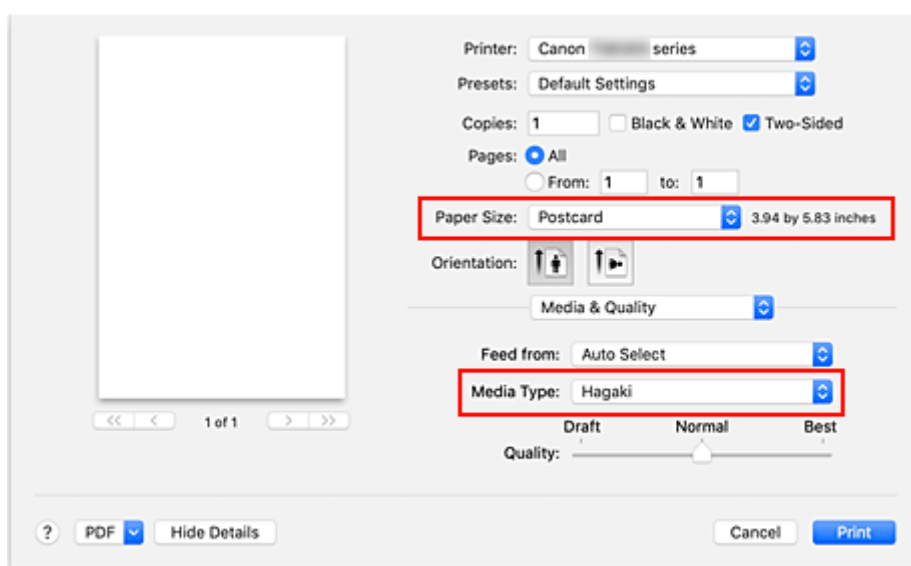 Printer: Canon series
Presets: Default Settings
Copies: 1 Black & White Two-Sided
Pages: All
From: 1 to: 1
Paper Size: Postcard 3.94 by 5.83 inches
Orientation:
Media & Quality
Feed from: Auto Select
Media Type: Hagaki
Draft Normal Best
Quality:
<< < 1 of 1 > >>
? PDF Hide Details Cancel Print